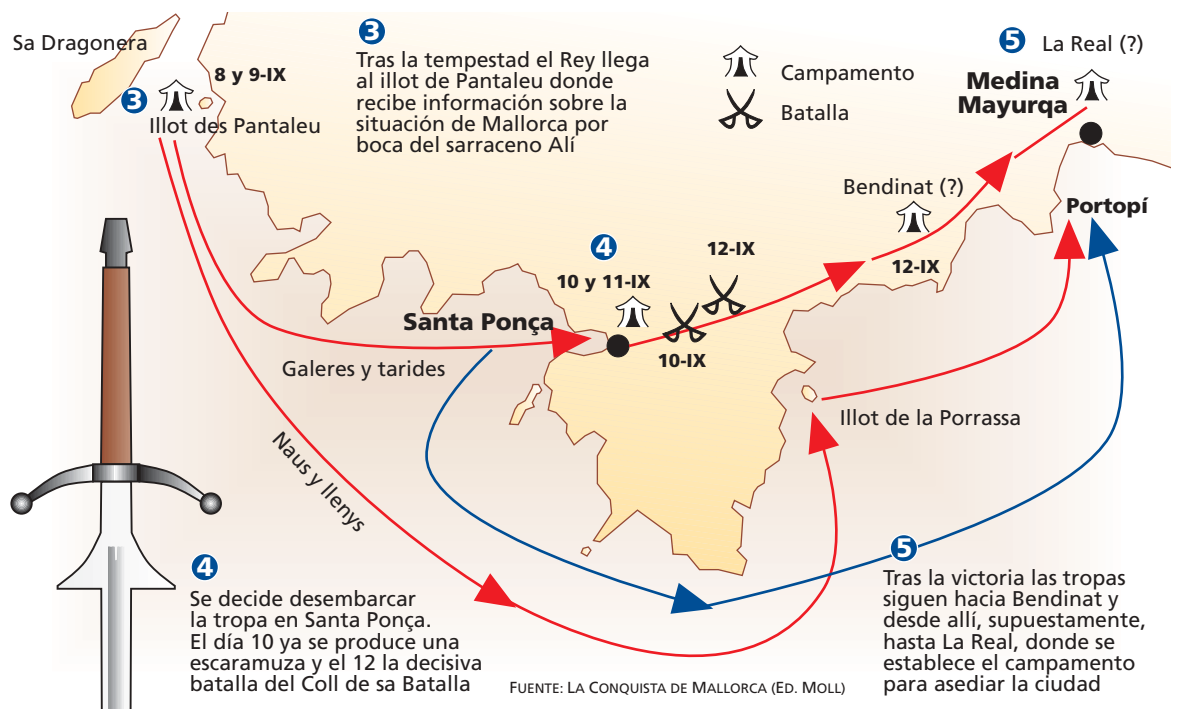 Sa Dragonera
8 y 9-IX
3
Illot des Pantaleu
3
Tras la tempestad el Rey llega
al illot de Pantaleu donde
recibe información sobre la
situación de Mallorca por
boca del sarraceno Alí
Campamento
Batalla
5
La Real (?)
Medina
Mayurqa
Bendinat (?)
Portopí
12-IX
4
10 y 11-IX
12-IX
Santa Ponça
10-IX
Galeres y tarides
Illot de la Porrassa
Naus y llenys
4
Se decide desembarcar
la tropa en Santa Ponça.
El día 10 ya se produce una
escaramuza y el 12 la decisiva
batalla del Coll de sa Batalla
5
Tras la victoria las tropas
siguen hacia Bendinat y
desde allí, supuestamente,
hasta La Real, donde se
establece el campamento
para asediar la ciudad
FUENTE: LA CONQUISTA DE MALLORCA (ED. MOLL)